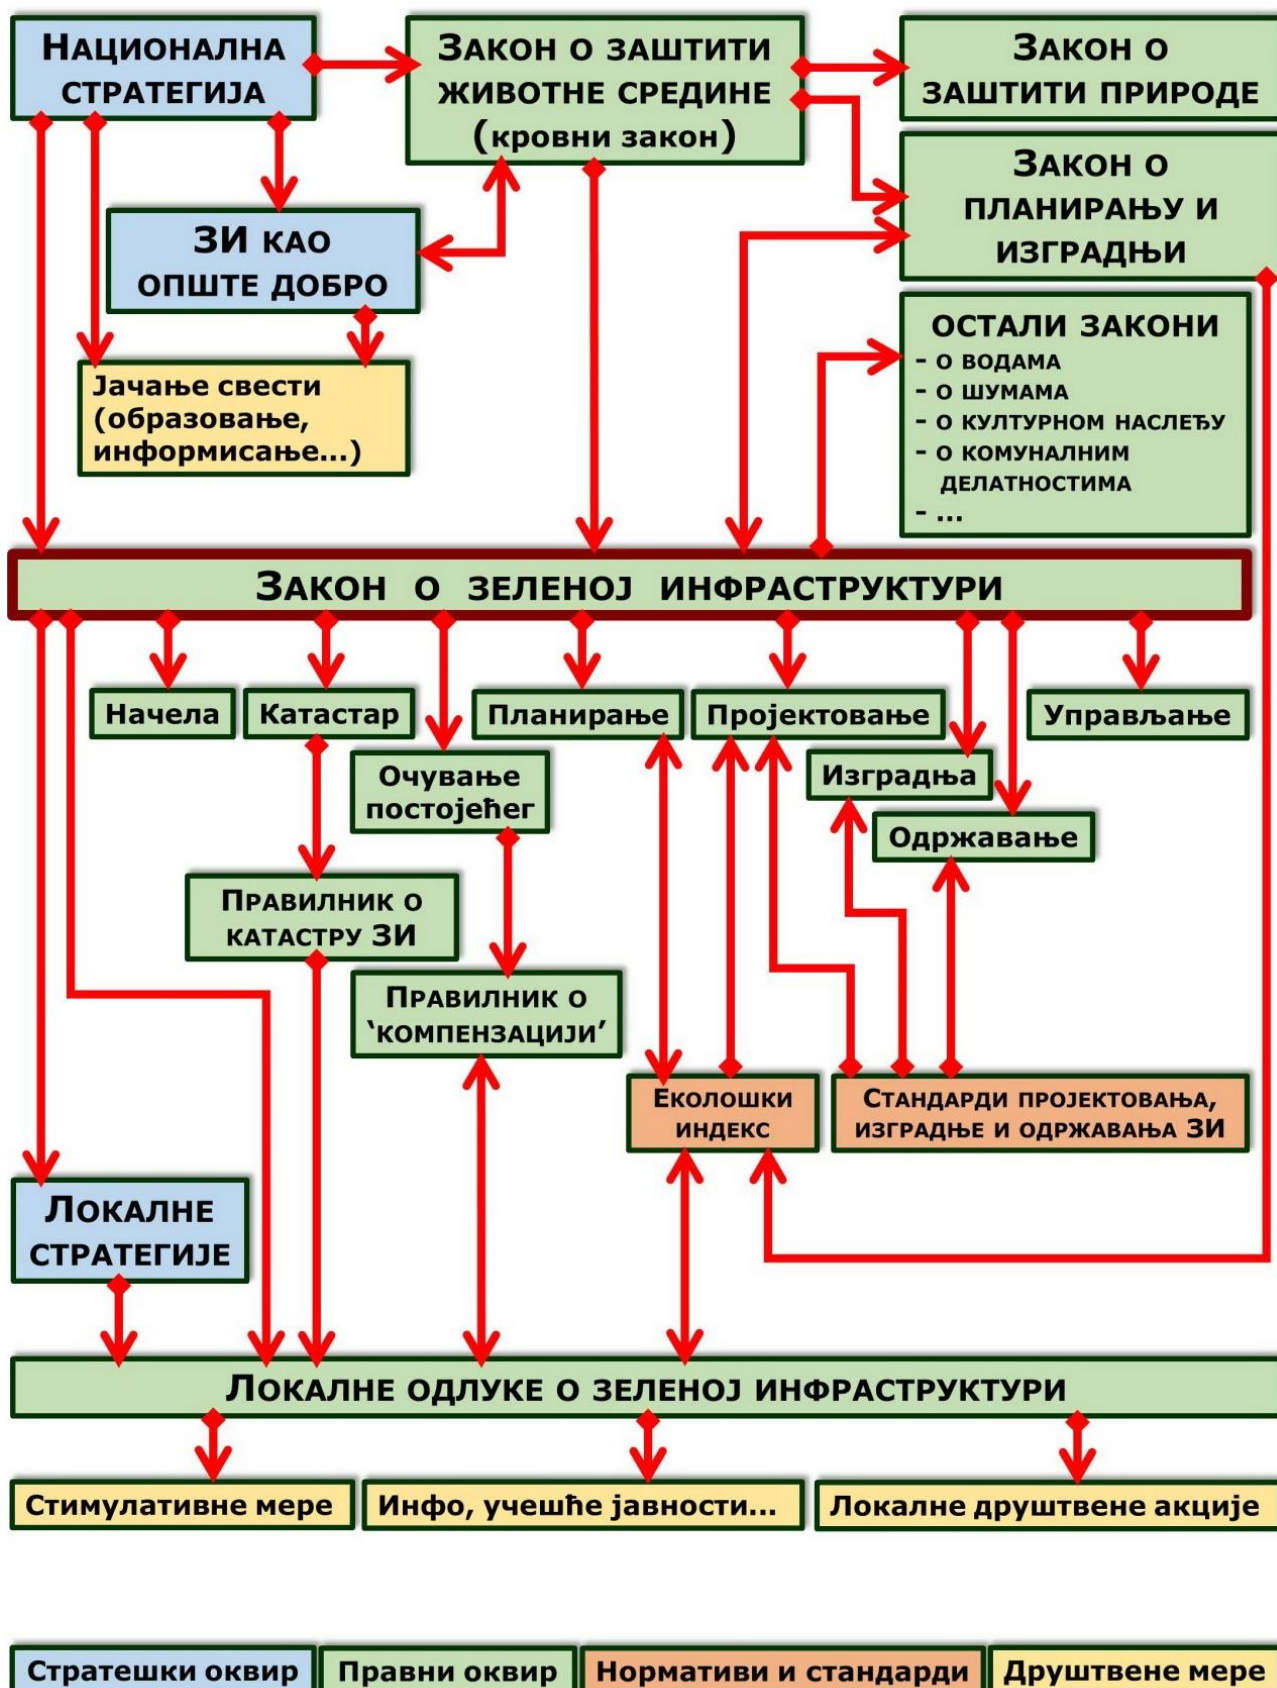 НАЦИОНАЛНА
СТРАТЕГИЈА
ЗАКОН О ЗАШТИТИ
ЖИВОТНЕ СРЕДИНЕ
(кровни закон)
ЗАКОН О
ЗАШТИТИ ПРИРОДЕ
ЗАКОН О
ПЛАНИРАЊУ И
ИЗГРАДЊИ
ЗИ КАО
ОПШТЕ ДОБРО
ОСТАЛИ ЗАКОНИ
- О ВОДАМА
- О ШУМАМА
- О КУЛТУРНОМ НАСЛЕЂУ
- О КОМУНАЛНИМ
ДЕЛАТНОСТИМА
- ...
Јачање свести
(образовање,
информисање...)
ЗАКОН О ЗЕЛЕНОЈ ИНФРАСТРУКТУРИ
Начела
Катастар
Планирање
Пројектовање
Управљање
Очување
постојећег
Изградња
Одржавање
ПРАВИЛНИК О
КАТАСТРУ ЗИ
ПРАВИЛНИК О
‘КОМПЕНЗАЦИЈИ’
ЕКОЛОШКИ
ИНДЕКС
СТАНДАРДИ ПРОЈЕКТОВАЊА,
ИЗГРАДЊЕ И ОДРЖАВАЊА ЗИ
ЛОКАЛНЕ
СТРАТЕГИЈЕ
ЛОКАЛНЕ ОДЛУКЕ О ЗЕЛЕНОЈ ИНФРАСТРУКТУРИ
Стимулативне мере
Инфо, учешће јавности...
Локалне друштвене акције
Стратешки оквир
Правни оквир
Нормативи и стандарди
Друштвене мере